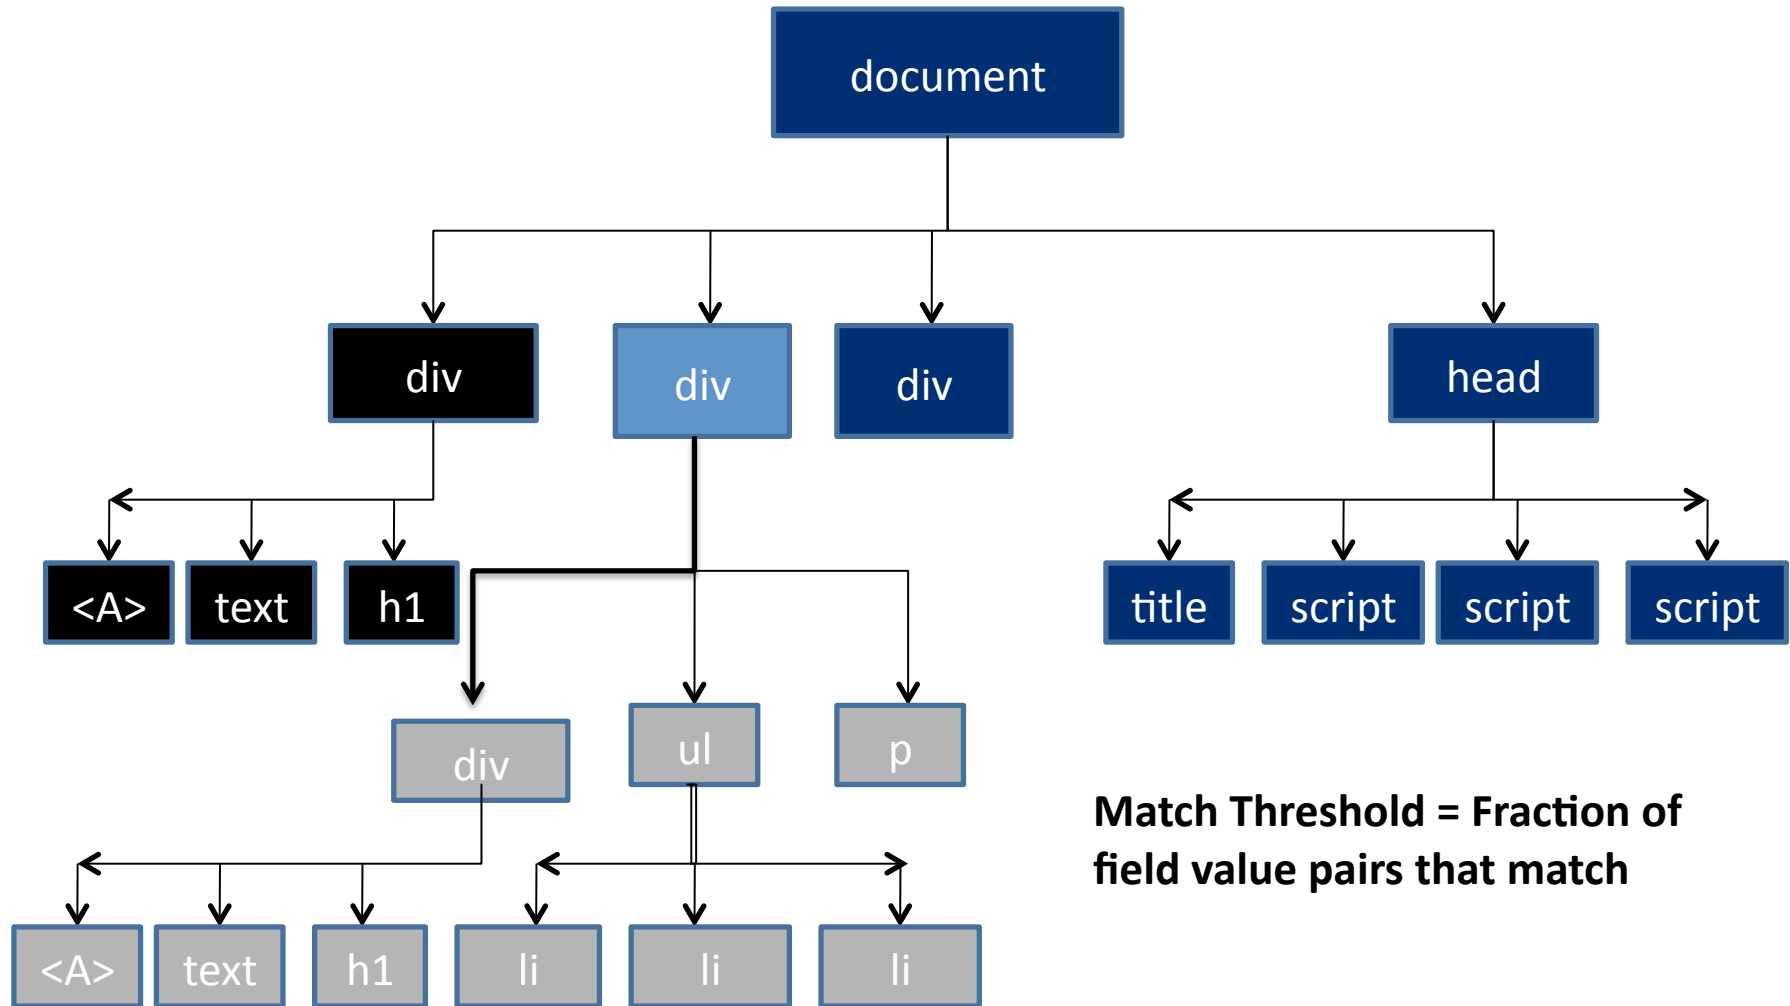 document
div
div
div
head
<A>
text
h1
title
script
script
script
div
ul
p
Match Threshold = Fraction of
field value pairs that match
<A>
text
h1
li
li
li